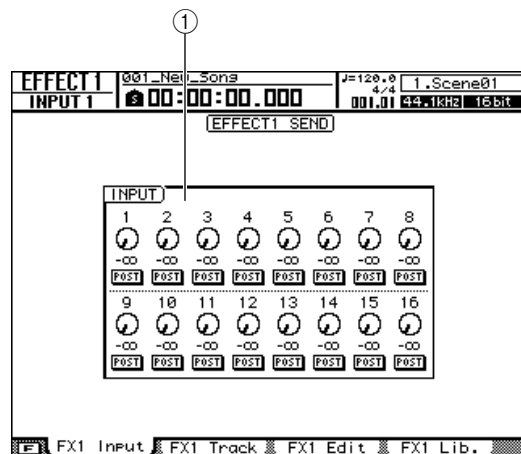 ①
EFFECT1
INPUT 1
001_New_Song
S 00:00:00.000
♩=120.0
4/4
001.01
1.Scene01
44.1kHz 16bit
EFFECT1 SEND
INPUT
1 2 3 4 5 6 7 8
-∞ -∞ -∞ -∞ -∞ -∞ -∞ -∞
POST POST POST POST POST POST POST POST
9 10 11 12 13 14 15 16
-∞ -∞ -∞ -∞ -∞ -∞ -∞ -∞
POST POST POST POST POST POST POST POST
F FX1 Input FX1 Track FX1 Edit FX1 Lib.